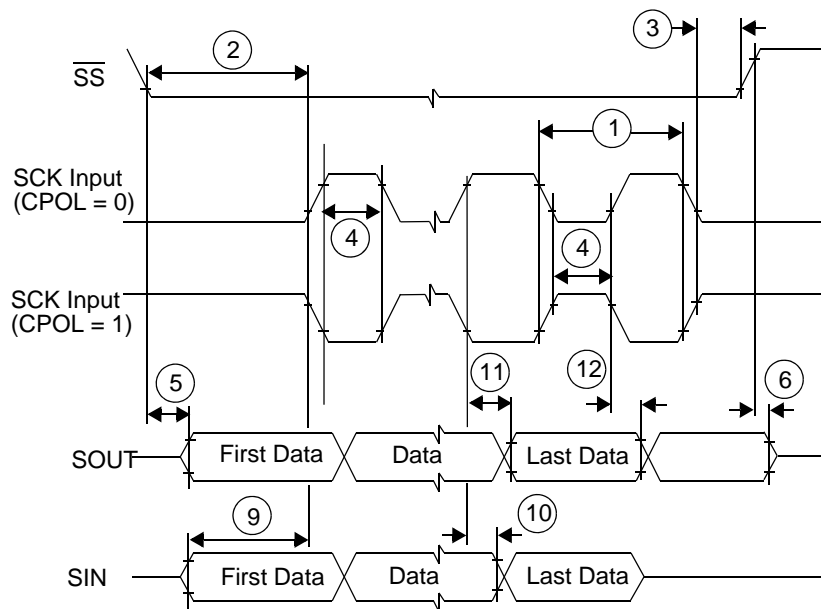 3
2
SS
1
SCK Input
(CPOL = 0)
4
4
SCK Input
(CPOL = 1)
5
11
12
6
SOUT
First Data
Data
Last Data
9
10
SIN
First Data
Data
Last Data